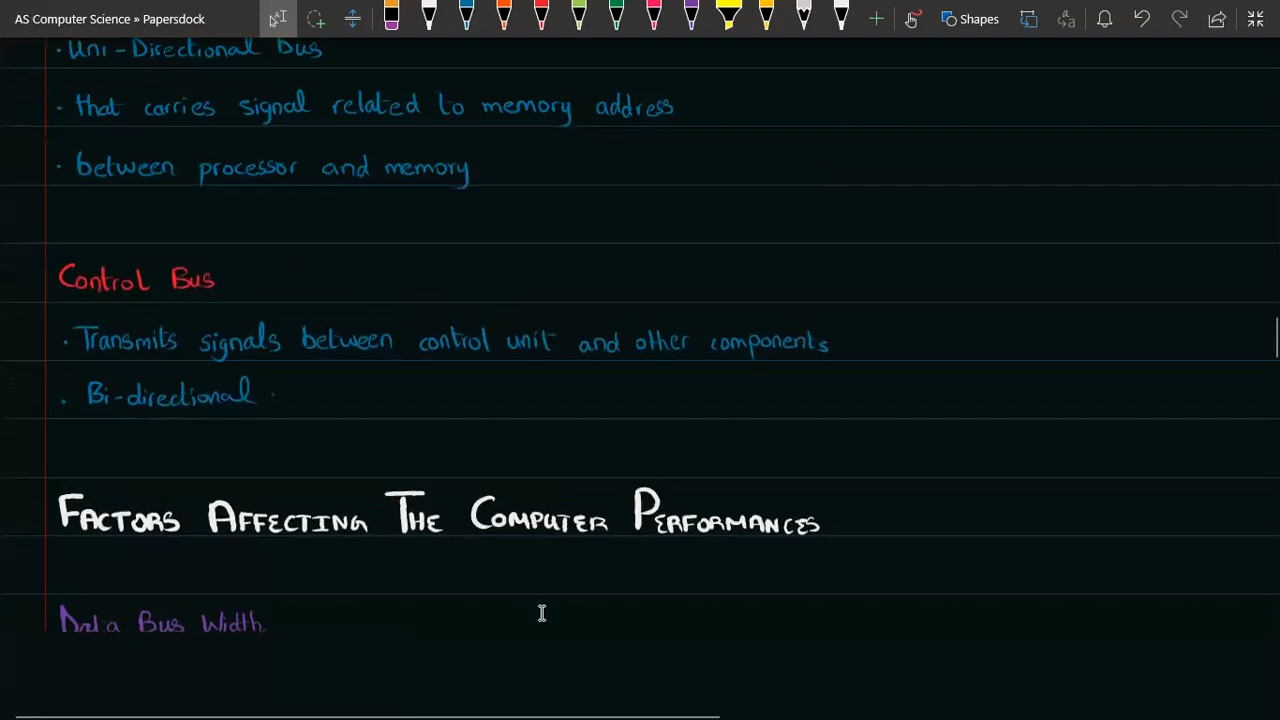 AS Computer Science » Papersdock
Shapes
· Uni-Directional bus
· that carries signal related to memory address
· between processor and memory
Control Bus
· Transmits signals between control unit and other components
· Bi-directional
FACTORS AFFECTING THE COMPUTER PERFORMANCES
Data Bus Width